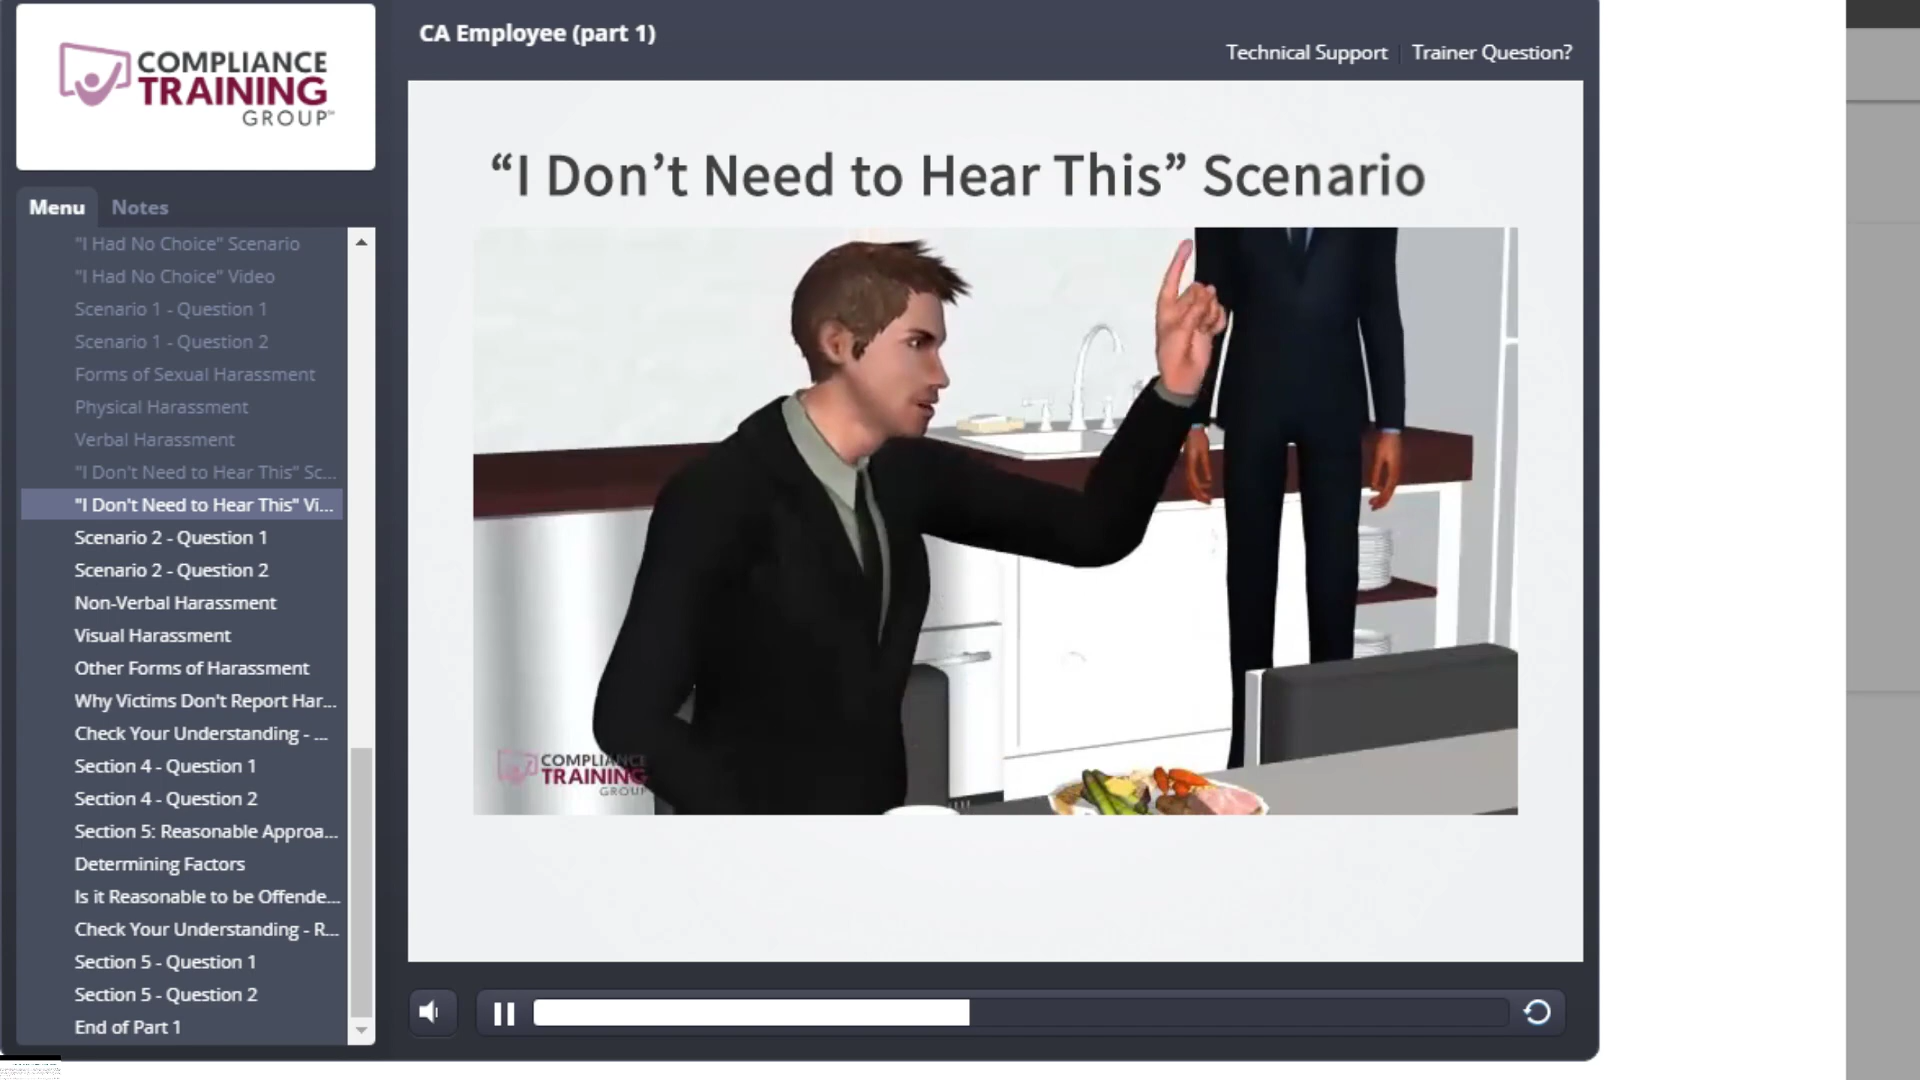 COMPLIANCE
TRAINING
GROUP
CA Employee (part 1)
Technical Support
Trainer Question?
Menu
Notes
"I Had No Choice" Scenario
"I Had No Choice" Video
Scenario 1 - Question 1
Scenario 1 - Question 2
Forms of Sexual Harassment
Physical Harassment
Verbal Harassment
"I Don't Need to Hear This" Sc...
"I Don't Need to Hear This" Vi...
Scenario 2 - Question 1
Scenario 2 - Question 2
Non-Verbal Harassment
Visual Harassment
Other Forms of Harassment
Why Victims Don't Report Har...
Check Your Understanding - ...
Section 4 - Question 1
Section 4 - Question 2
Section 5: Reasonable Approa...
Determining Factors
Is it Reasonable to be Offende...
Check Your Understanding - R...
Section 5 - Question 1
Section 5 - Question 2
End of Part 1
“I Don’t Need to Hear This” Scenario
COMPLIANCE
TRAINING
GROUP